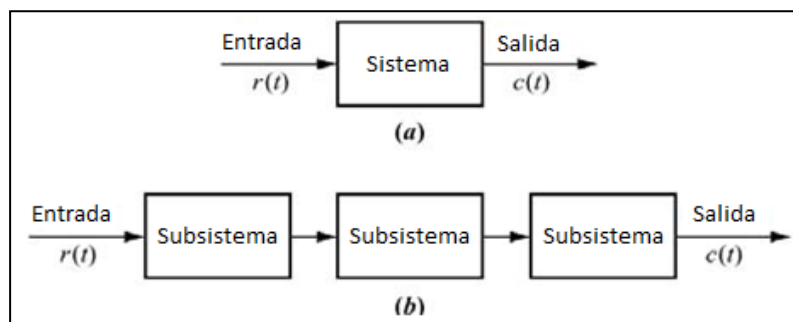 Entrada Salida
Sistema
r(t) c(t)
(a)
Entrada Salida
Subsistema Subsistema Subsistema
r(t) c(t)
(b)